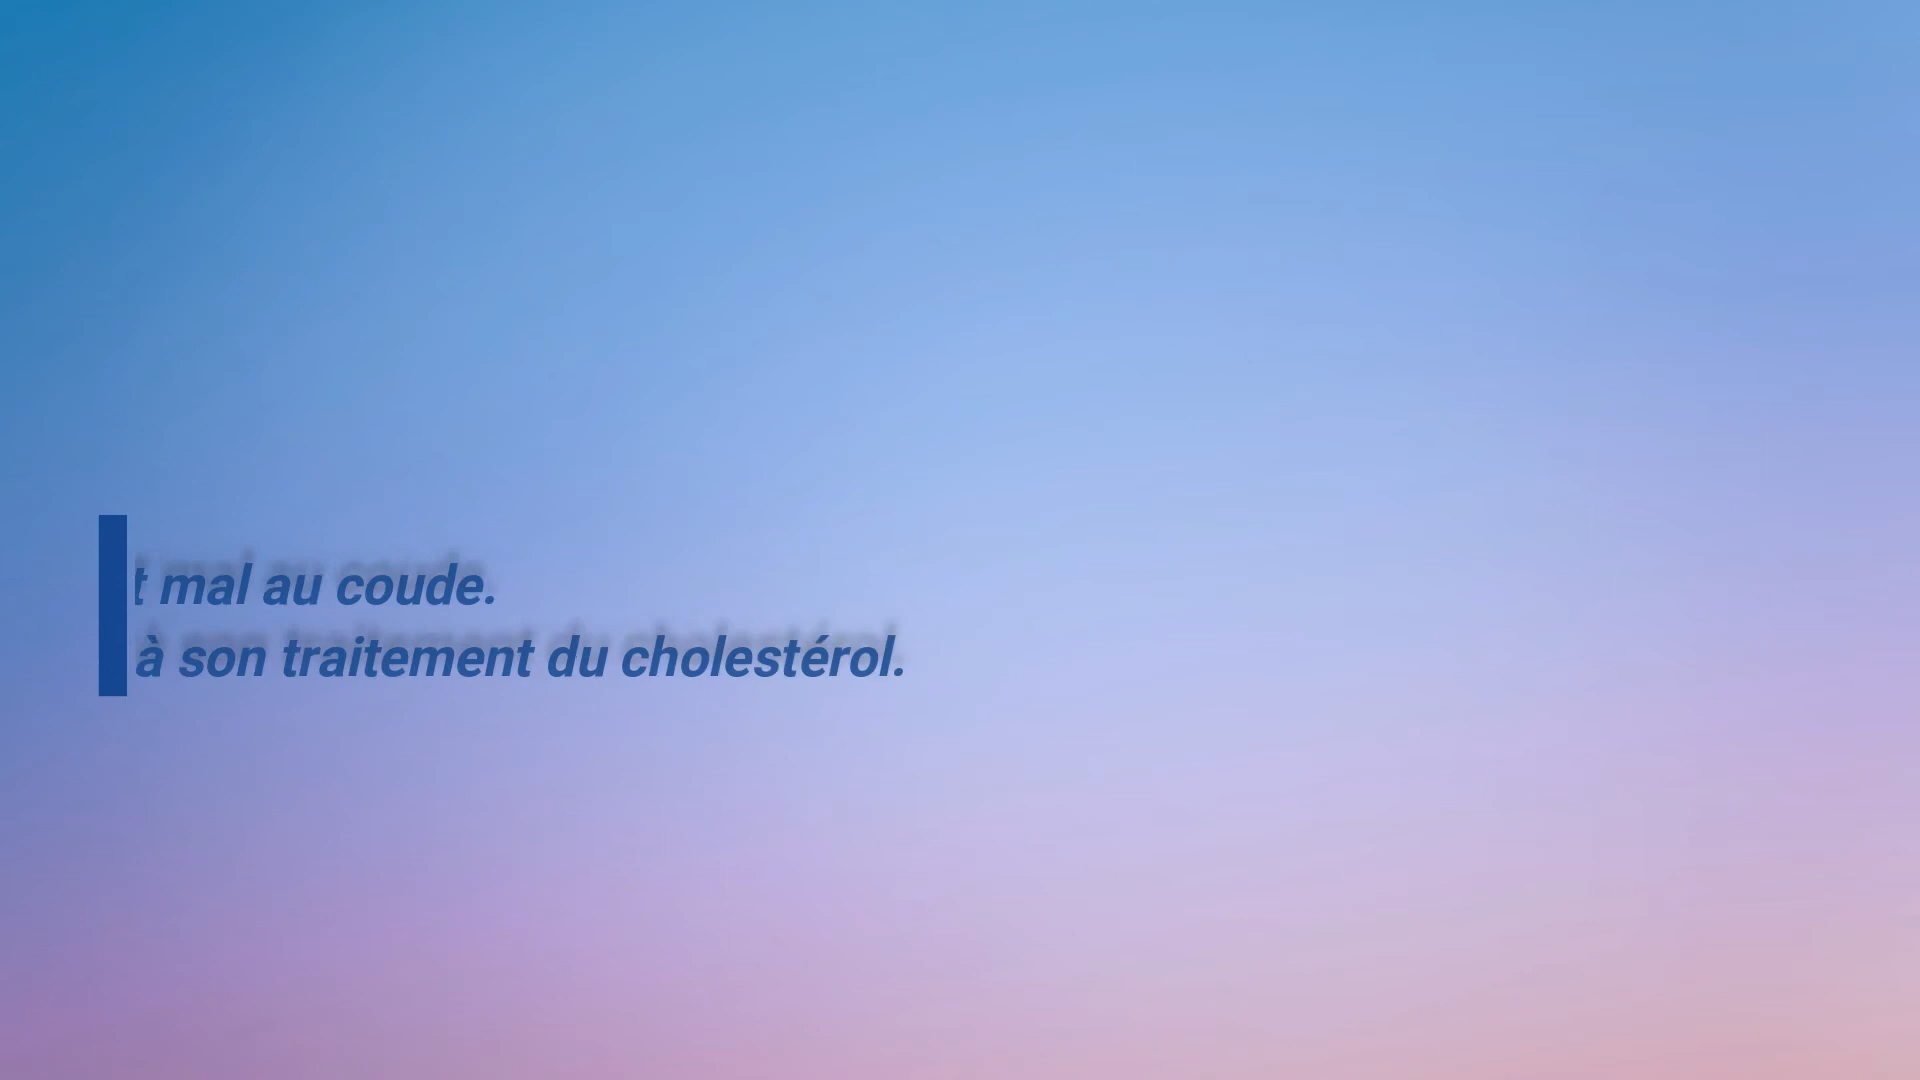 t mal au coude.
à son traitement du cholestérol.